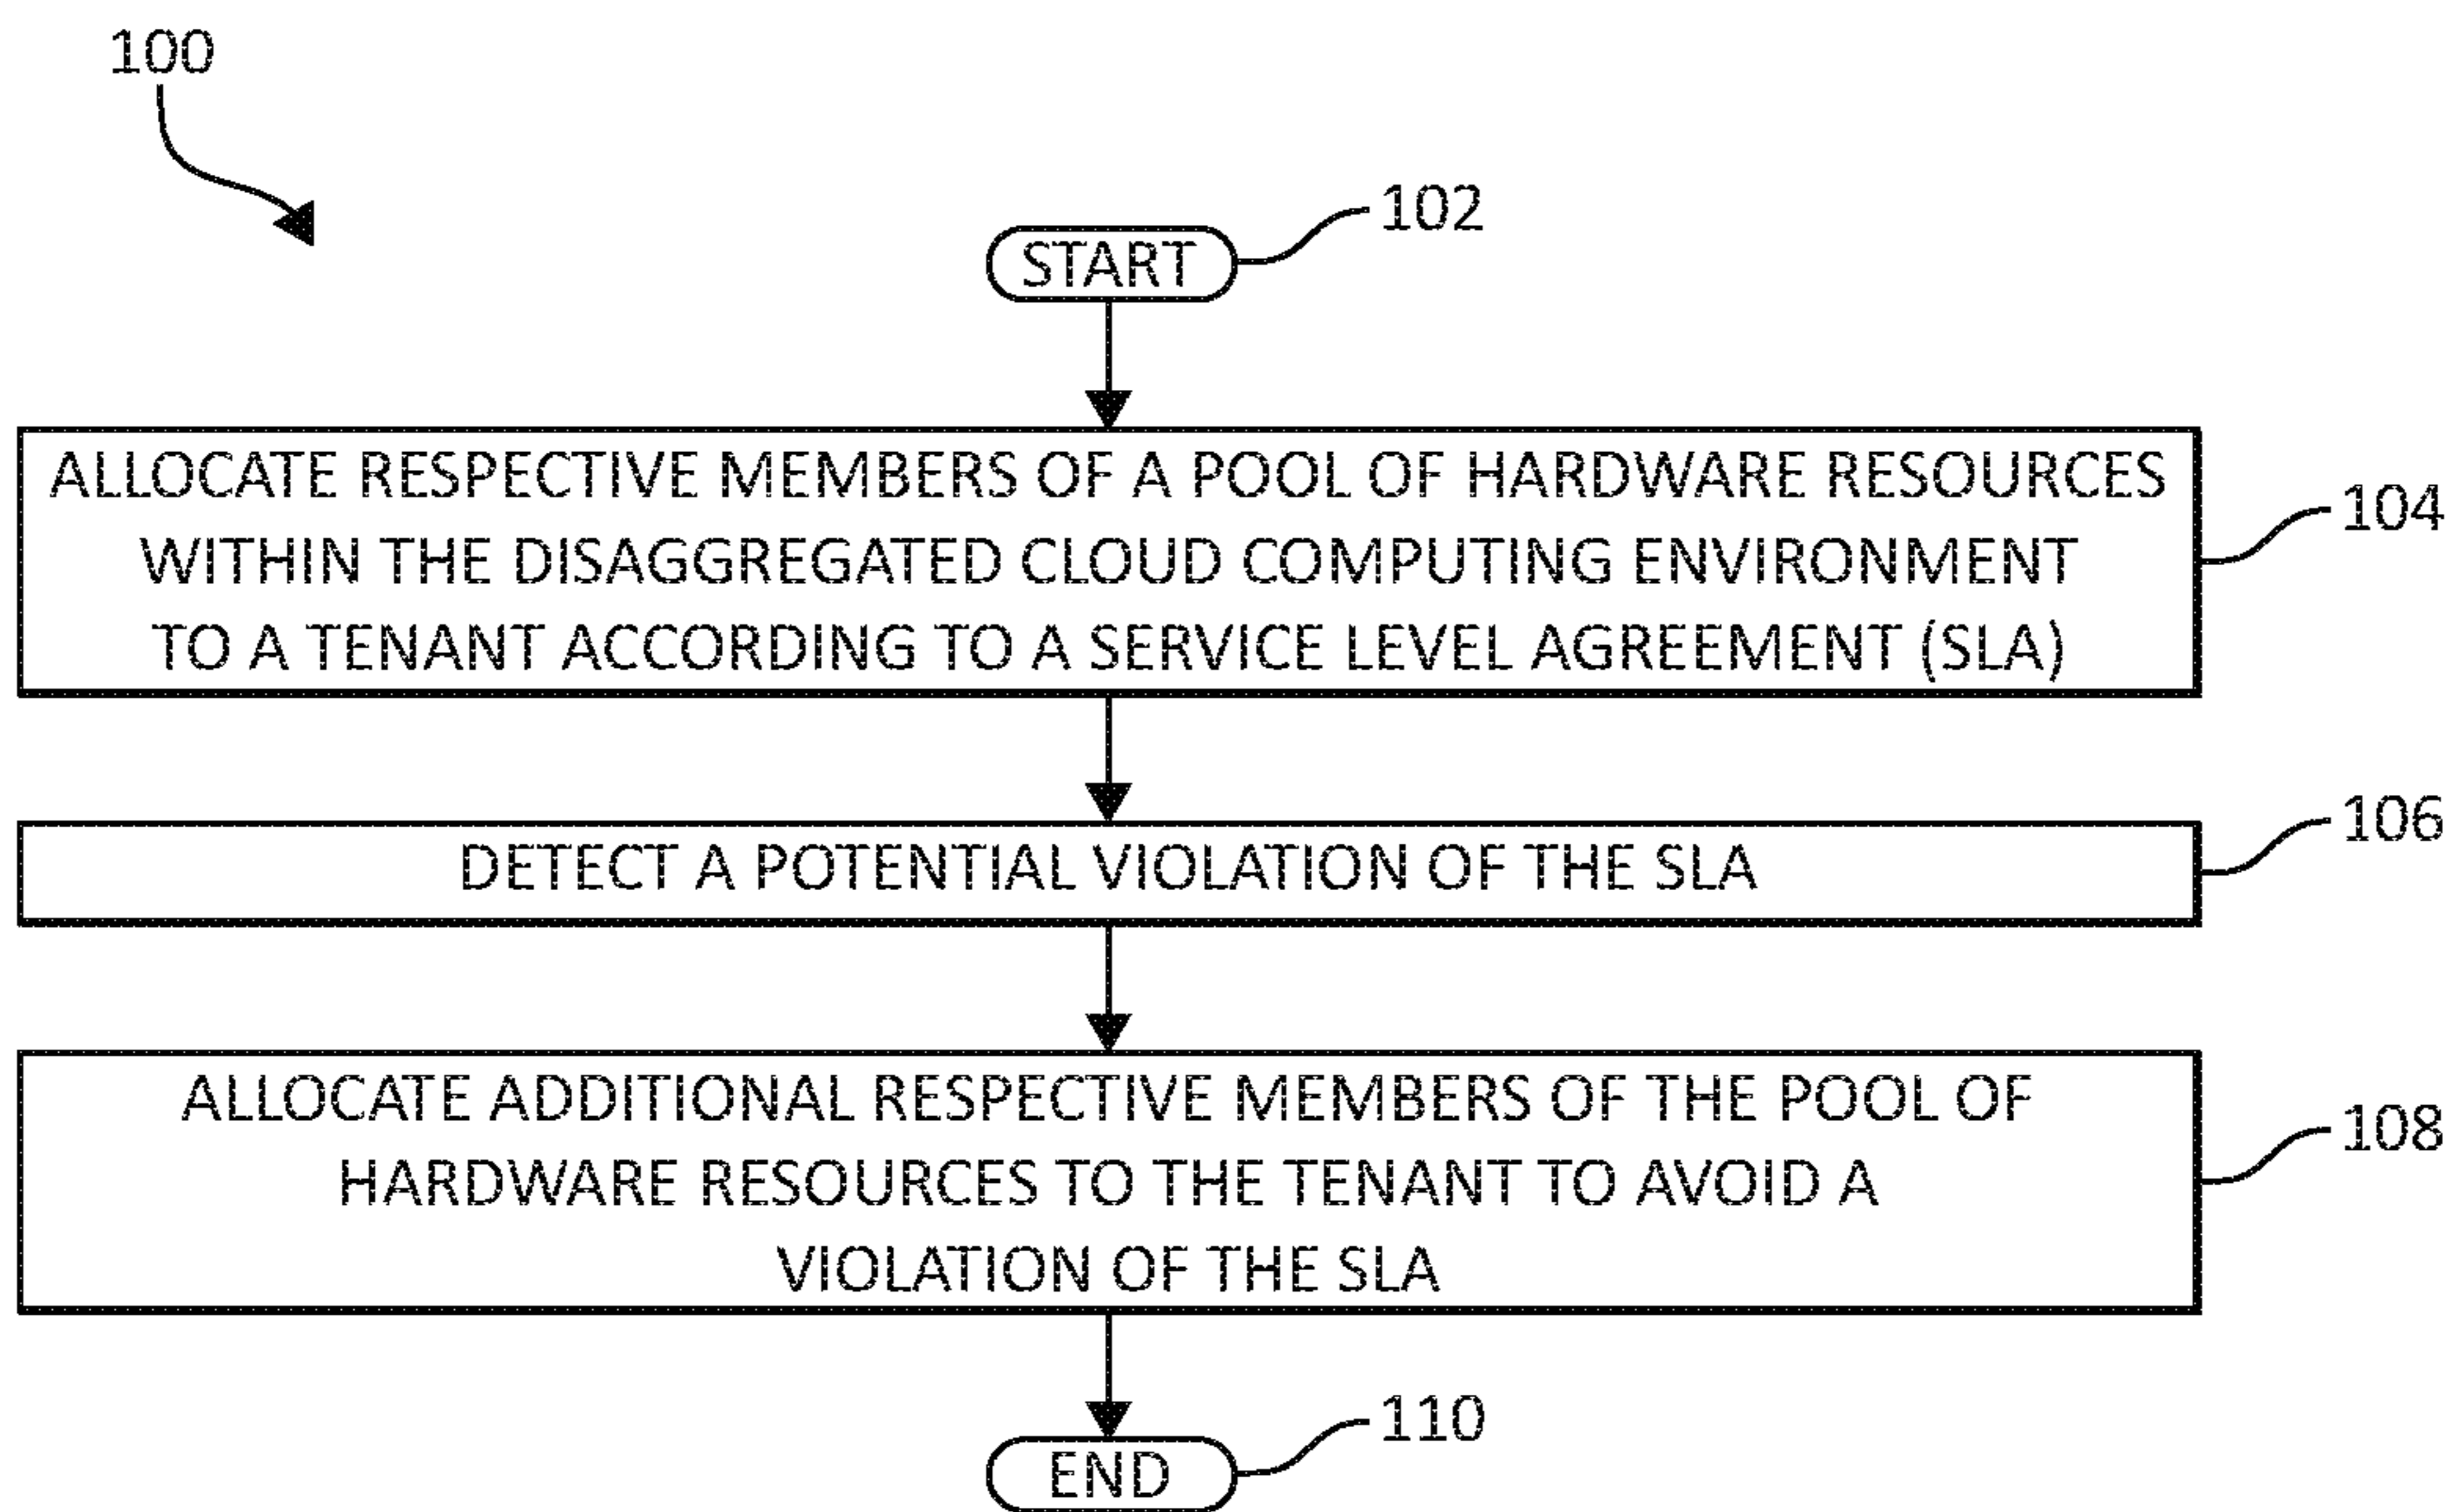 100
102
START
ALLOCATE RESPECTIVE MEMBERS OF A POOL OF HARDWARE RESOURCES
WITHIN THE DISAGGREGATED CLOUD COMPUTING ENVIRONMENT
TO A TENANT ACCORDING TO A SERVICE LEVEL AGREEMENT (SLA)
104
DETECT A POTENTIAL VIOLATION OF THE SLA
106
ALLOCATE ADDITIONAL RESPECTIVE MEMBERS OF THE POOL OF
HARDWARE RESOURCES TO THE TENANT TO AVOID A
VIOLATION OF THE SLA
108
110
END